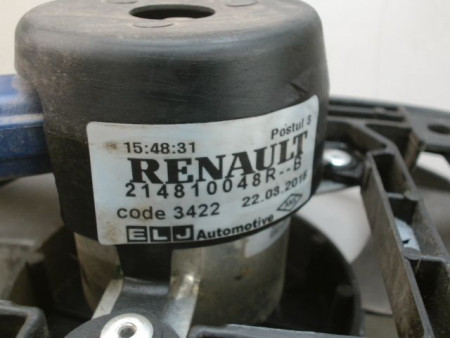 15:48:31 Postul 3
RENAULT
214810048R--B
code 3422 22.03.2016
ELJ Automotive